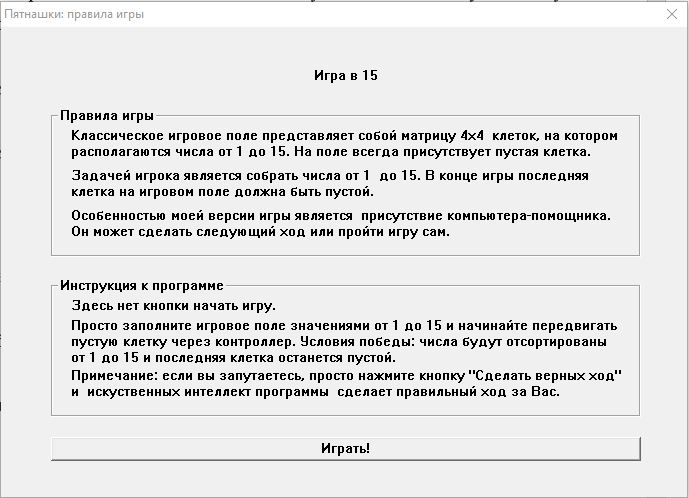 Пятнашки: правила игры
Игра в 15
Правила игры
Классическое игровое поле представляет собой матрицу 4x4  клеток, на котором
располагаются числа от 1 до 15. На поле всегда присутствует пустая клетка.
Задачей игрока является собрать числа от 1  до 15. В конце игры последняя
клетка на игровом поле должна быть пустой.
Особенностью моей версии игры является  присутствие компьютера-помощника.
Он может сделать следующий ход или пройти игру сам.
Инструкция к программе
Здесь нет кнопки начать игру.
Просто заполните игровое поле значениями от 1 до 15 и начинайте передвигать
пустую клетку через контроллер. Условия победы: числа будут отсортированы
от 1 до 15 и последняя клетка останется пустой.
Примечание: если вы запутаетесь, просто нажмите кнопку "Сделать верных ход"
и  искуственных интеллект программы  сделает правильный ход за Вас.
Играть!